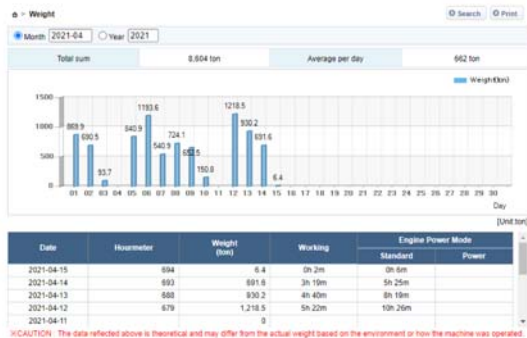 > Weight
Search Print
Month 2021-04 Year 2021
Total sum 8,604 ton Average per day 662 ton
Weight(ton)
1500
1000
500
0
869.9 690.5 93.7 840.9 1193.6 540.9 724.1 652.5 150.8 1218.5 930.2 691.6 6.4
01 02 03 04 05 06 07 08 09 10 11 12 13 14 15 16 17 18 19 20 21 22 23 24 25 26 27 28 29 30
Day
[Unit:ton]
Date Hourmeter Weight (ton) Working Engine Power Mode
Standard Power
2021-04-15 694 6.4 0h 2m 0h 6m
2021-04-14 693 691.6 3h 19m 5h 25m
2021-04-13 688 930.2 4h 40m 8h 19m
2021-04-12 679 1,218.5 5h 22m 10h 26m
2021-04-11 0
※CAUTION : The data reflected above is theoretical and may differ from the actual weight based on the environment or how the machine was operated.